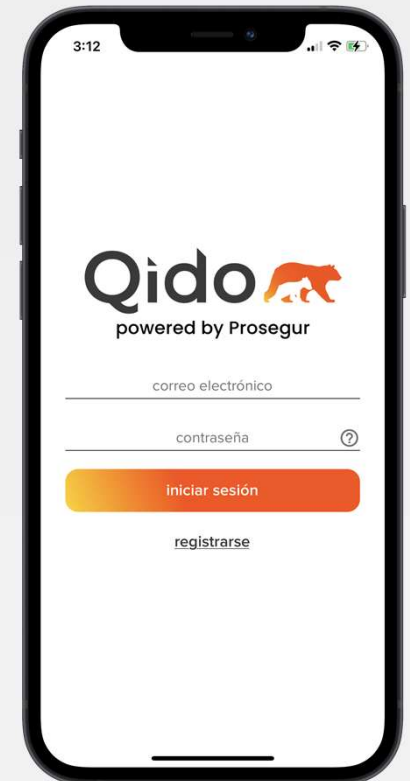 3:12
Qido
powered by Prosegur
correo electrónico
contraseña
?
iniciar sesión
registrarse